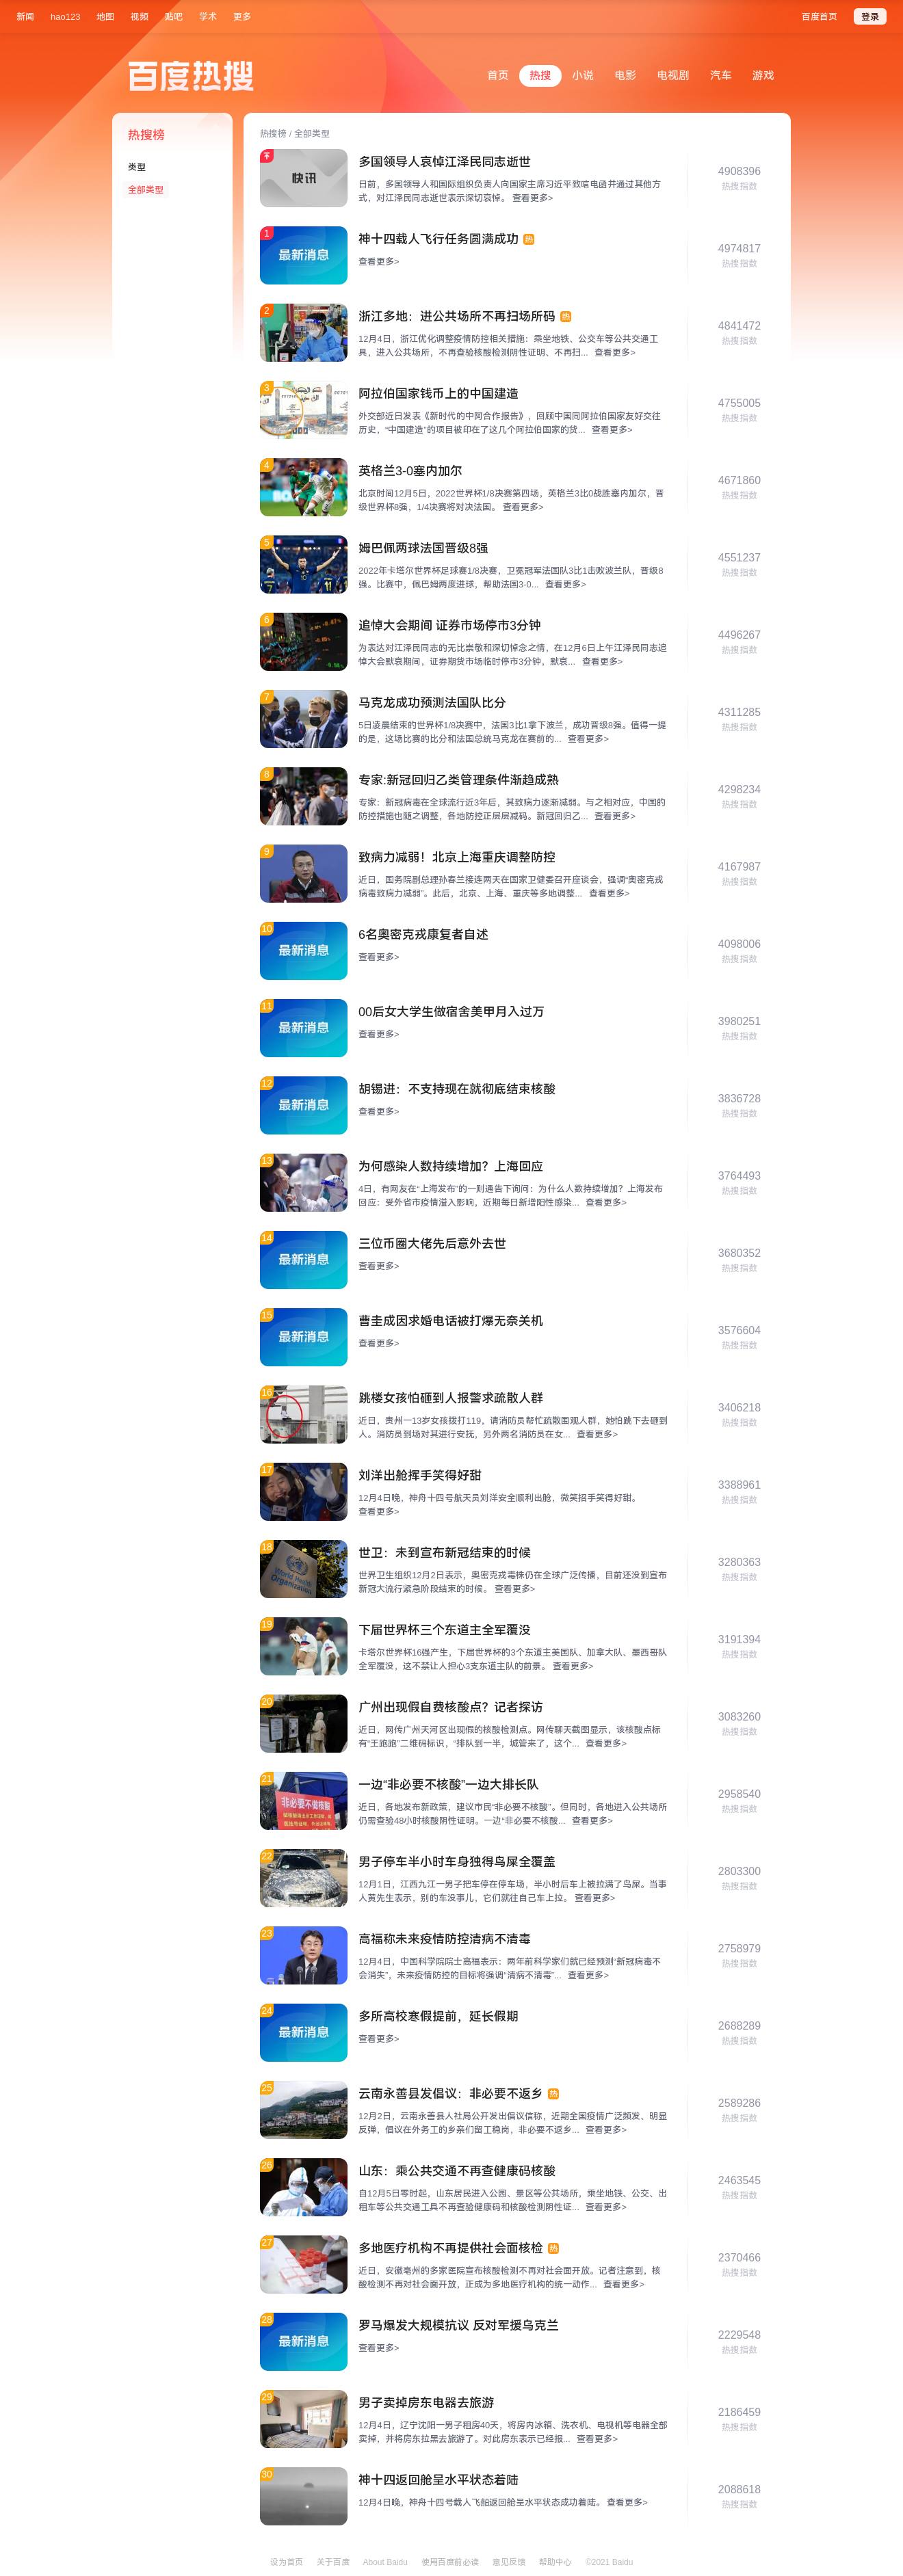 新闻 hao123 地图 视频 贴吧 学术 更多 百度首页 登录
百度热搜 首页 热搜 小说 电影 电视剧 汽车 游戏
热搜榜
类型
全部类型
热搜榜 / 全部类型
快讯
多国领导人哀悼江泽民同志逝世
日前，多国领导人和国际组织负责人向国家主席习近平致唁电函并通过其他方
式，对江泽民同志逝世表示深切哀悼。 查看更多>
4908396
热搜指数
1
最新消息
神十四载人飞行任务圆满成功 热
查看更多>
4974817
热搜指数
2
浙江多地：进公共场所不再扫场所码 热
12月4日，浙江优化调整疫情防控相关措施：乘坐地铁、公交车等公共交通工
具，进入公共场所，不再查验核酸检测阴性证明、不再扫... 查看更多>
4841472
热搜指数
3
阿拉伯国家钱币上的中国建造
外交部近日发表《新时代的中阿合作报告》，回顾中国同阿拉伯国家友好交往
历史，“中国建造”的项目被印在了这几个阿拉伯国家的货... 查看更多>
4755005
热搜指数
4
英格兰3-0塞内加尔
北京时间12月5日，2022世界杯1/8决赛第四场，英格兰3比0战胜塞内加尔，晋
级世界杯8强，1/4决赛将对决法国。 查看更多>
4671860
热搜指数
5
姆巴佩两球法国晋级8强
2022年卡塔尔世界杯足球赛1/8决赛，卫冕冠军法国队3比1击败波兰队，晋级8
强。比赛中，佩巴姆两度进球，帮助法国3-0... 查看更多>
4551237
热搜指数
6
追悼大会期间 证券市场停市3分钟
为表达对江泽民同志的无比崇敬和深切悼念之情，在12月6日上午江泽民同志追
悼大会默哀期间，证券期货市场临时停市3分钟，默哀... 查看更多>
4496267
热搜指数
7
马克龙成功预测法国队比分
5日凌晨结束的世界杯1/8决赛中，法国3比1拿下波兰，成功晋级8强。值得一提
的是，这场比赛的比分和法国总统马克龙在赛前的... 查看更多>
4311285
热搜指数
8
专家:新冠回归乙类管理条件渐趋成熟
专家：新冠病毒在全球流行近3年后，其致病力逐渐减弱。与之相对应，中国的
防控措施也随之调整，各地防控正层层减码。新冠回归乙... 查看更多>
4298234
热搜指数
9
致病力减弱！北京上海重庆调整防控
近日，国务院副总理孙春兰接连两天在国家卫健委召开座谈会，强调“奥密克戎
病毒致病力减弱”。此后，北京、上海、重庆等多地调整... 查看更多>
4167987
热搜指数
10
最新消息
6名奥密克戎康复者自述
查看更多>
4098006
热搜指数
11
最新消息
00后女大学生做宿舍美甲月入过万
查看更多>
3980251
热搜指数
12
最新消息
胡锡进：不支持现在就彻底结束核酸
查看更多>
3836728
热搜指数
13
为何感染人数持续增加？上海回应
4日，有网友在“上海发布”的一则通告下询问：为什么人数持续增加？上海发布
回应：受外省市疫情溢入影响，近期每日新增阳性感染... 查看更多>
3764493
热搜指数
14
最新消息
三位币圈大佬先后意外去世
查看更多>
3680352
热搜指数
15
最新消息
曹圭成因求婚电话被打爆无奈关机
查看更多>
3576604
热搜指数
16
跳楼女孩怕砸到人报警求疏散人群
近日，贵州一13岁女孩拨打119，请消防员帮忙疏散围观人群，她怕跳下去砸到
人。消防员到场对其进行安抚，另外两名消防员在女... 查看更多>
3406218
热搜指数
17
刘洋出舱挥手笑得好甜
12月4日晚，神舟十四号航天员刘洋安全顺利出舱，微笑招手笑得好甜。
查看更多>
3388961
热搜指数
18
世卫：未到宣布新冠结束的时候
世界卫生组织12月2日表示，奥密克戎毒株仍在全球广泛传播，目前还没到宣布
新冠大流行紧急阶段结束的时候。 查看更多>
3280363
热搜指数
19
下届世界杯三个东道主全军覆没
卡塔尔世界杯16强产生，下届世界杯的3个东道主美国队、加拿大队、墨西哥队
全军覆没，这不禁让人担心3支东道主队的前景。 查看更多>
3191394
热搜指数
20
广州出现假自费核酸点？记者探访
近日，网传广州天河区出现假的核酸检测点。网传聊天截图显示，该核酸点标
有“王跑跑”二维码标识，“排队到一半，城管来了，这个... 查看更多>
3083260
热搜指数
21
非必要不做核酸
一边“非必要不核酸”一边大排长队
近日，各地发布新政策，建议市民“非必要不核酸”。但同时，各地进入公共场所
仍需查验48小时核酸阴性证明。一边“非必要不核酸... 查看更多>
2958540
热搜指数
22
男子停车半小时车身独得鸟屎全覆盖
12月1日，江西九江一男子把车停在停车场，半小时后车上被拉满了鸟屎。当事
人黄先生表示，别的车没事儿，它们就往自己车上拉。 查看更多>
2803300
热搜指数
23
高福称未来疫情防控清病不清毒
12月4日，中国科学院院士高福表示：两年前科学家们就已经预测“新冠病毒不
会消失”，未来疫情防控的目标将强调“清病不清毒”... 查看更多>
2758979
热搜指数
24
最新消息
多所高校寒假提前，延长假期
查看更多>
2688289
热搜指数
25
云南永善县发倡议：非必要不返乡 热
12月2日，云南永善县人社局公开发出倡议信称，近期全国疫情广泛频发、明显
反弹，倡议在外务工的乡亲们留工稳岗，非必要不返乡... 查看更多>
2589286
热搜指数
26
山东：乘公共交通不再查健康码核酸
自12月5日零时起，山东居民进入公园、景区等公共场所，乘坐地铁、公交、出
租车等公共交通工具不再查验健康码和核酸检测阴性证... 查看更多>
2463545
热搜指数
27
多地医疗机构不再提供社会面核检 热
近日，安徽亳州的多家医院宣布核酸检测不再对社会面开放。记者注意到，核
酸检测不再对社会面开放，正成为多地医疗机构的统一动作... 查看更多>
2370466
热搜指数
28
最新消息
罗马爆发大规模抗议 反对军援乌克兰
查看更多>
2229548
热搜指数
29
男子卖掉房东电器去旅游
12月4日，辽宁沈阳一男子租房40天，将房内冰箱、洗衣机、电视机等电器全部
卖掉，并将房东拉黑去旅游了。对此房东表示已经报... 查看更多>
2186459
热搜指数
30
神十四返回舱呈水平状态着陆
12月4日晚，神舟十四号载人飞船返回舱呈水平状态成功着陆。 查看更多>
2088618
热搜指数
设为首页 关于百度 About Baidu 使用百度前必读 意见反馈 帮助中心 ©2021 Baidu